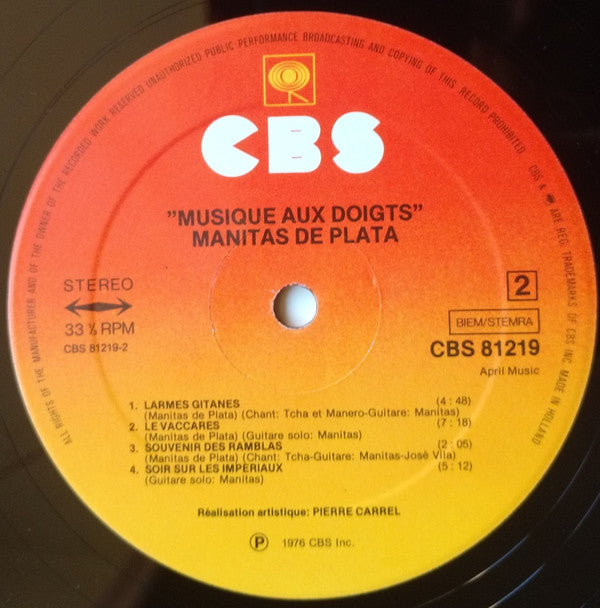 ALL RIGHTS OF THE MANUFACTURER AND OF THE OWNER OF THE RECORDED WORK RESERVED UNAUTHORIZED PUBLIC PERFORMANCE BROADCASTING AND COPYING OF THIS RECORD PROHIBITED
CBS & ARE REG. TRADEMARKS OF CBS INC. MADE IN HOLLAND
CBS
"MUSIQUE AUX DOIGTS"
MANITAS DE PLATA
STEREO
33 ⅓ RPM
CBS 81219-2
2
BIEM/STEMRA
CBS 81219
April Music
1. LARMES GITANES (4 : 48)
(Manitas de Plata) (Chant: Tcha et Manero-Guitare: Manitas)
2. LE VACCARES (7 : 18)
(Manitas de Plata) (Guitare solo: Manitas)
3. SOUVENIR DES RAMBLAS (2 : 05)
(Manitas de Plata) (Chant: Tcha-Guitare: Manitas-José Vila)
4. SOIR SUR LES IMPÉRIAUX (5 : 12)
(Guitare solo: Manitas)
Réalisation artistique: PIERRE CARREL
Ⓟ 1976 CBS Inc.